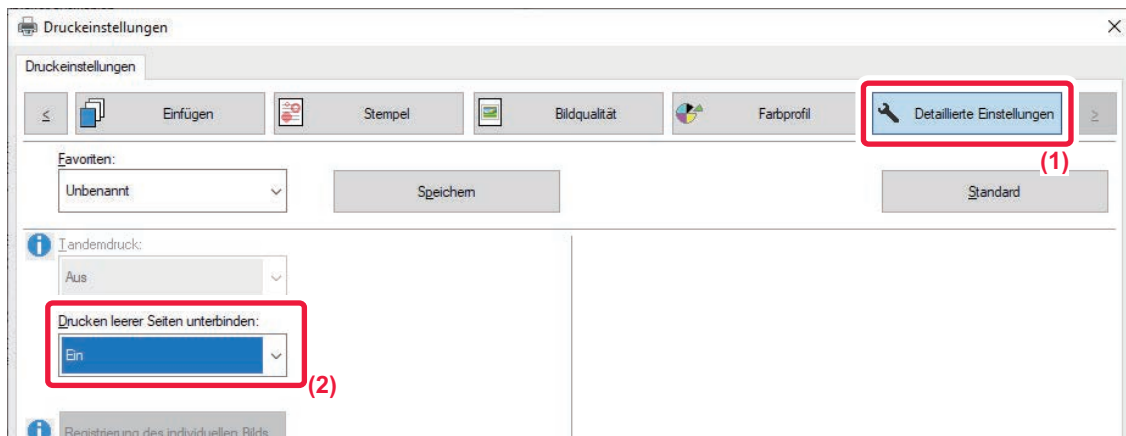 Druckeinstellungen
Druckeinstellungen
< Einfügen Stempel Bildqualität Farbprofil Detaillierte Einstellungen >
(1)
Favoriten:
Unbenannt Speichern Standard
Tandemdruck:
Aus
Drucken leerer Seiten unterbinden:
Ein
(2)
Registrierung des individuellen Bilds